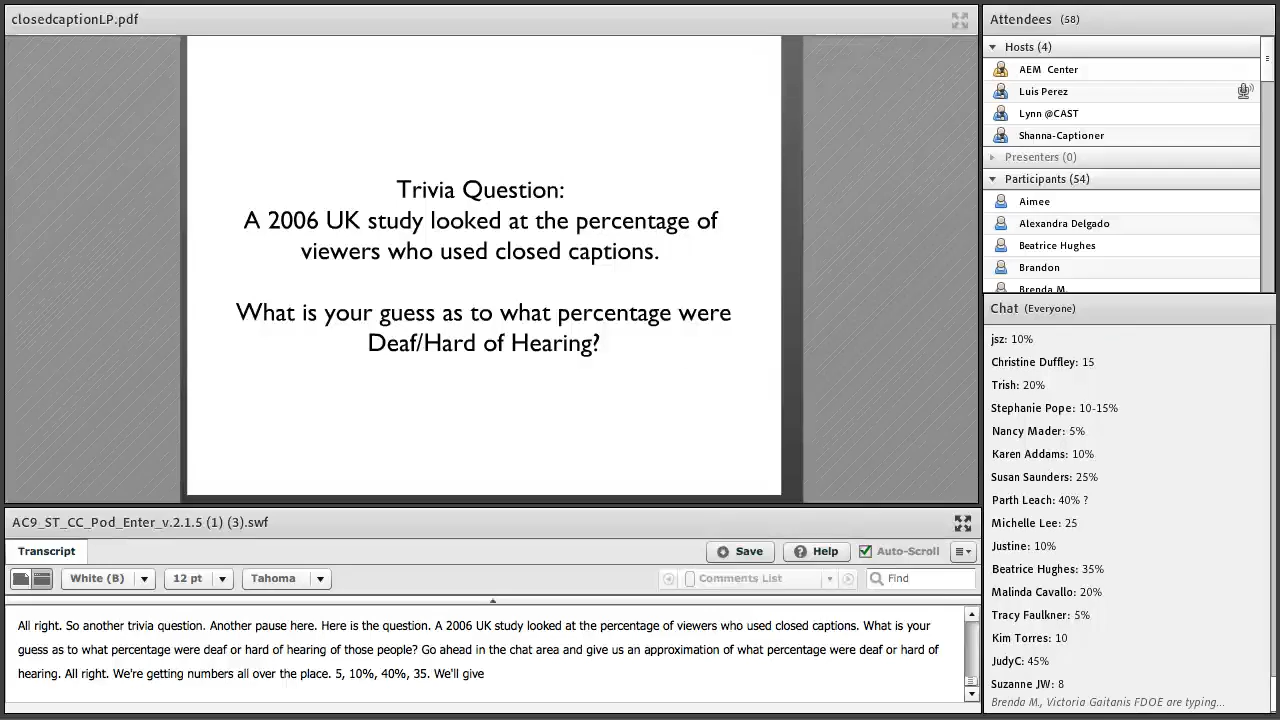 closedcaptionLP.pdf
Trivia Question:
A 2006 UK study looked at the percentage of
viewers who used closed captions.
What is your guess as to what percentage were
Deaf/Hard of Hearing?
AC9_ST_CC_Pod_Enter_v.2.1.5 (1) (3).swf
Transcript
Save
Help
Auto-Scroll
White (B)
12 pt
Tahoma
Comments List
Find
All right. So another trivia question. Another pause here. Here is the question. A 2006 UK study looked at the percentage of viewers who used closed captions. What is your
guess as to what percentage were deaf or hard of hearing of those people? Go ahead in the chat area and give us an approximation of what percentage were deaf or hard of
hearing. All right. We're getting numbers all over the place. 5, 10%, 40%, 35. We'll give
Attendees (58)
Hosts (4)
AEM Center
Luis Perez
Lynn @CAST
Shanna-Captioner
Presenters (0)
Participants (54)
Aimee
Alexandra Delgado
Beatrice Hughes
Brandon
Brenda M.
Chat (Everyone)
jsz: 10%
Christine Duffley: 15
Trish: 20%
Stephanie Pope: 10-15%
Nancy Mader: 5%
Karen Addams: 10%
Susan Saunders: 25%
Parth Leach: 40% ?
Michelle Lee: 25
Justine: 10%
Beatrice Hughes: 35%
Malinda Cavallo: 20%
Tracy Faulkner: 5%
Kim Torres: 10
JudyC: 45%
Suzanne JW: 8
Brenda M., Victoria Gaitanis FDOE are typing...